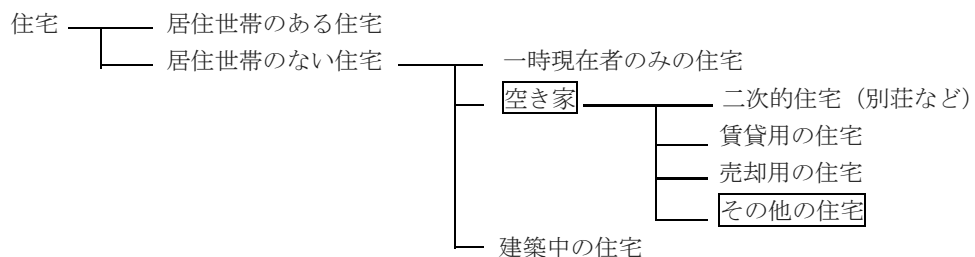 住宅 居住世帯のある住宅
居住世帯のない住宅 一時現在者のみの住宅
空き家 二次的住宅（別荘など）
賃貸用の住宅
売却用の住宅
その他の住宅
建築中の住宅